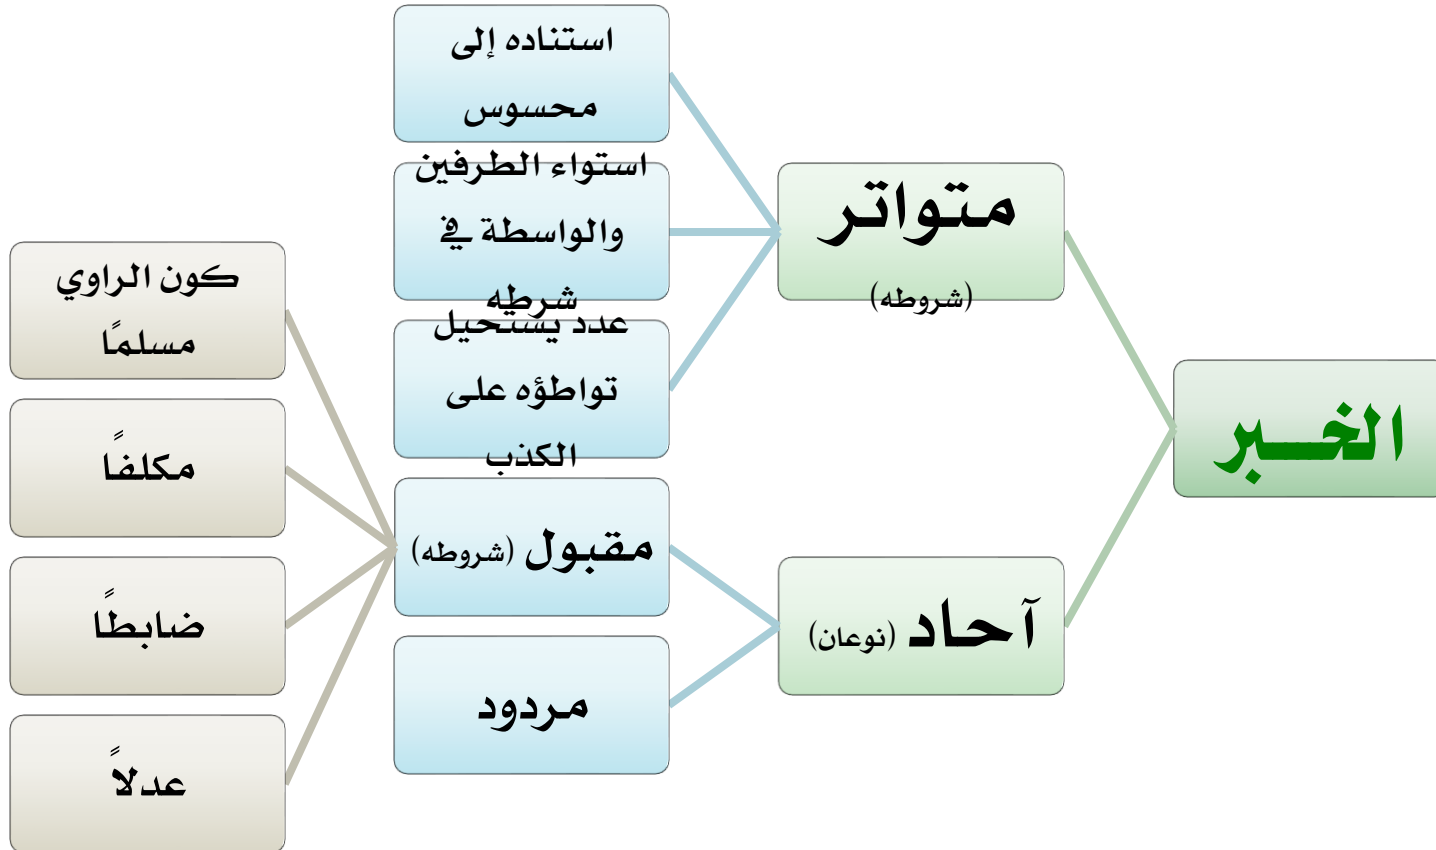 الخبر
متواتر
(شروطه)
استناده إلى
محسوس
استواء الطرفين
والواسطة في
شرطه
عدد يستحيل
تواطؤه على
الكذب
آحاد (نوعان)
مقبول (شروطه)
كون الراوي
مسلمًا
مكلفًا
ضابطًا
عدلاً
مردود